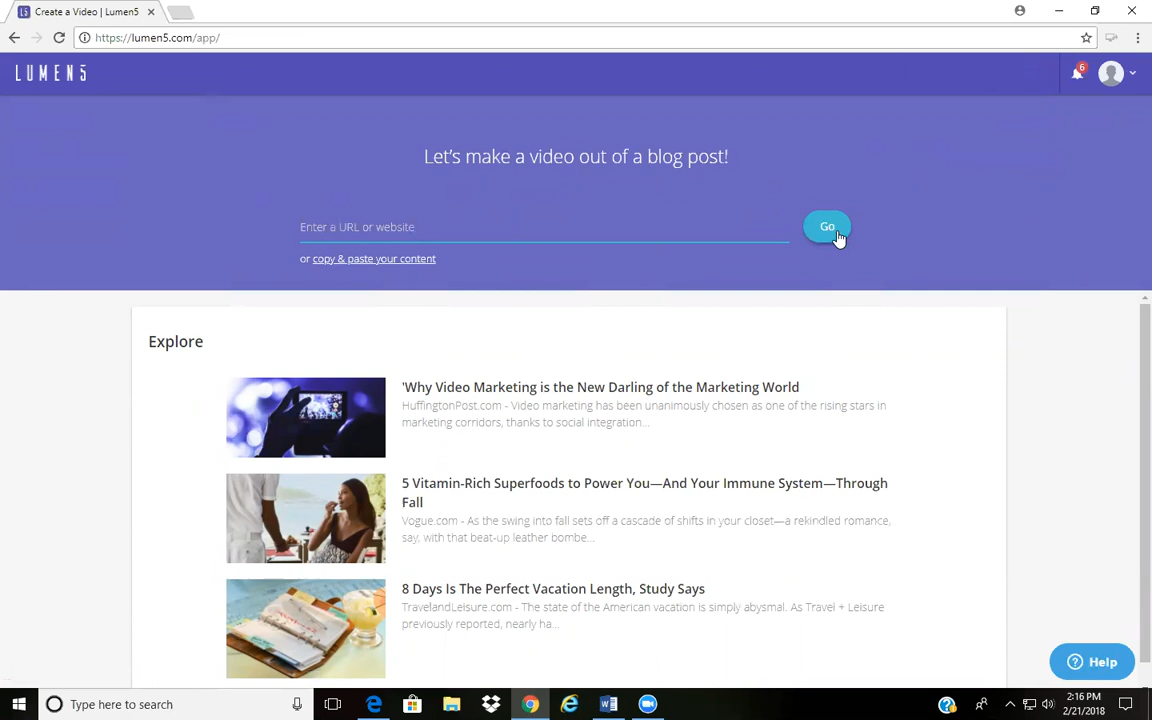 Create a Video | Lumen5
https://lumen5.com/app/
LUMEN5
6
Let's make a video out of a blog post!
Enter a URL or website
Go
or copy & paste your content
Explore
'Why Video Marketing is the New Darling of the Marketing World
HuffingtonPost.com - Video marketing has been unanimously chosen as one of the rising stars in
marketing corridors, thanks to social integration...
5 Vitamin-Rich Superfoods to Power You—And Your Immune System—Through
Fall
Vogue.com - As the swing into fall sets off a cascade of shifts in your closet—a rekindled romance,
say, with that beat-up leather bombe...
8 Days Is The Perfect Vacation Length, Study Says
TravelandLeisure.com - The state of the American vacation is simply abysmal. As Travel + Leisure
previously reported, nearly ha...
Help
Type here to search
2:16 PM
2/21/2018